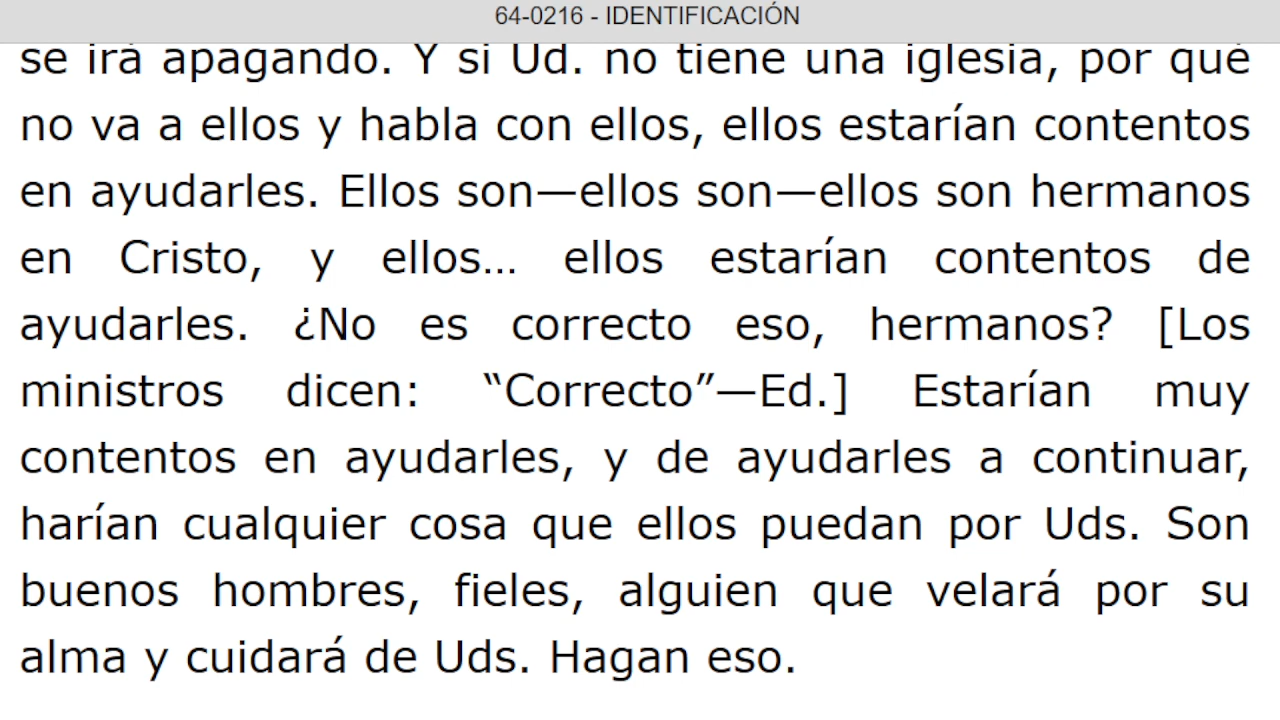 64-0216 - IDENTIFICACIÓN
se irá apagando. Y si Ud. no tiene una iglesia, por qué
no va a ellos y habla con ellos, ellos estarían contentos
en ayudarles. Ellos son—ellos son—ellos son hermanos
en Cristo, y ellos... ellos estarían contentos de
ayudarles. ¿No es correcto eso, hermanos? [Los
ministros dicen: “Correcto”—Ed.] Estarían muy
contentos en ayudarles, y de ayudarles a continuar,
harían cualquier cosa que ellos puedan por Uds. Son
buenos hombres, fieles, alguien que velará por su
alma y cuidará de Uds. Hagan eso.